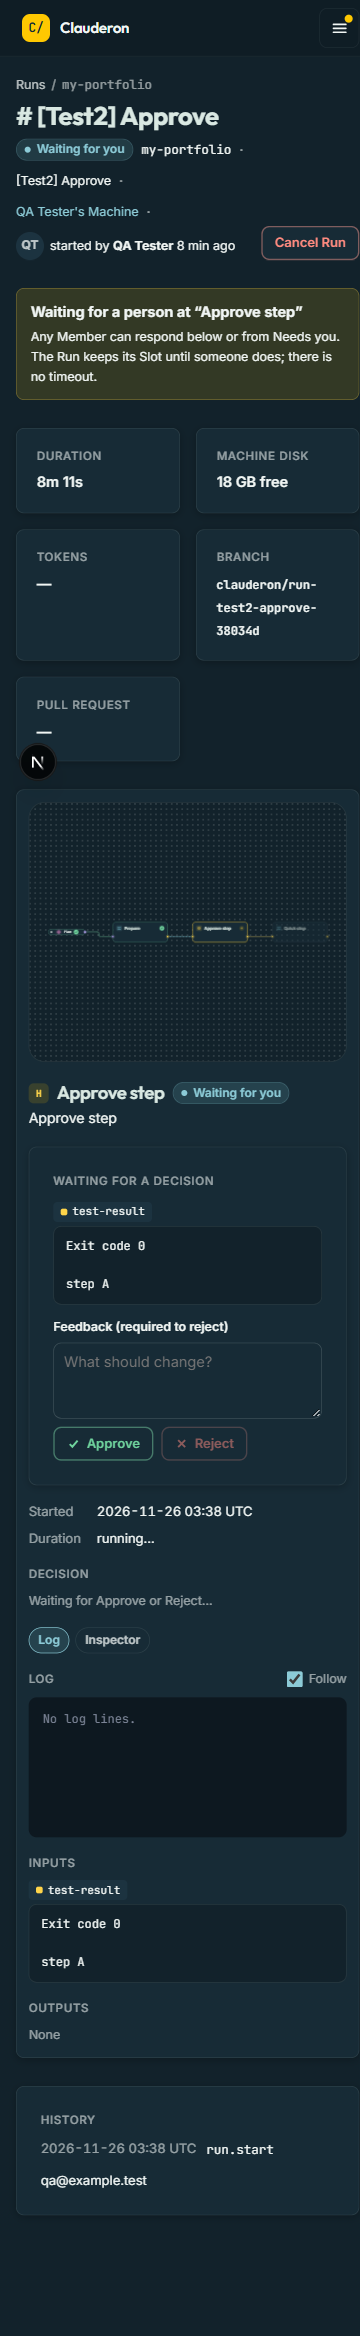 C/ Clauderon
Runs / my-portfolio
# [Test2] Approve
Waiting for you my-portfolio ·
[Test2] Approve ·
QA Tester's Machine ·
QT started by QA Tester 8 min ago
Cancel Run
Waiting for a person at “Approve step”
Any Member can respond below or from Needs you.
The Run keeps its Slot until someone does; there is
no timeout.
DURATION
8m 11s
MACHINE DISK
18 GB free
TOKENS
—
BRANCH
clauderon/run-
test2-approve-
38034d
PULL REQUEST
—
N
Prepare
Approve step
H Approve step Waiting for you
Approve step
WAITING FOR A DECISION
test-result
Exit code 0
step A
Feedback (required to reject)
What should change?
Approve
Reject
Started 2026-11-26 03:38 UTC
Duration running...
DECISION
Waiting for Approve or Reject...
Log Inspector
LOG Follow
No log lines.
INPUTS
test-result
Exit code 0
step A
OUTPUTS
None
HISTORY
2026-11-26 03:38 UTC run.start
qa@example.test